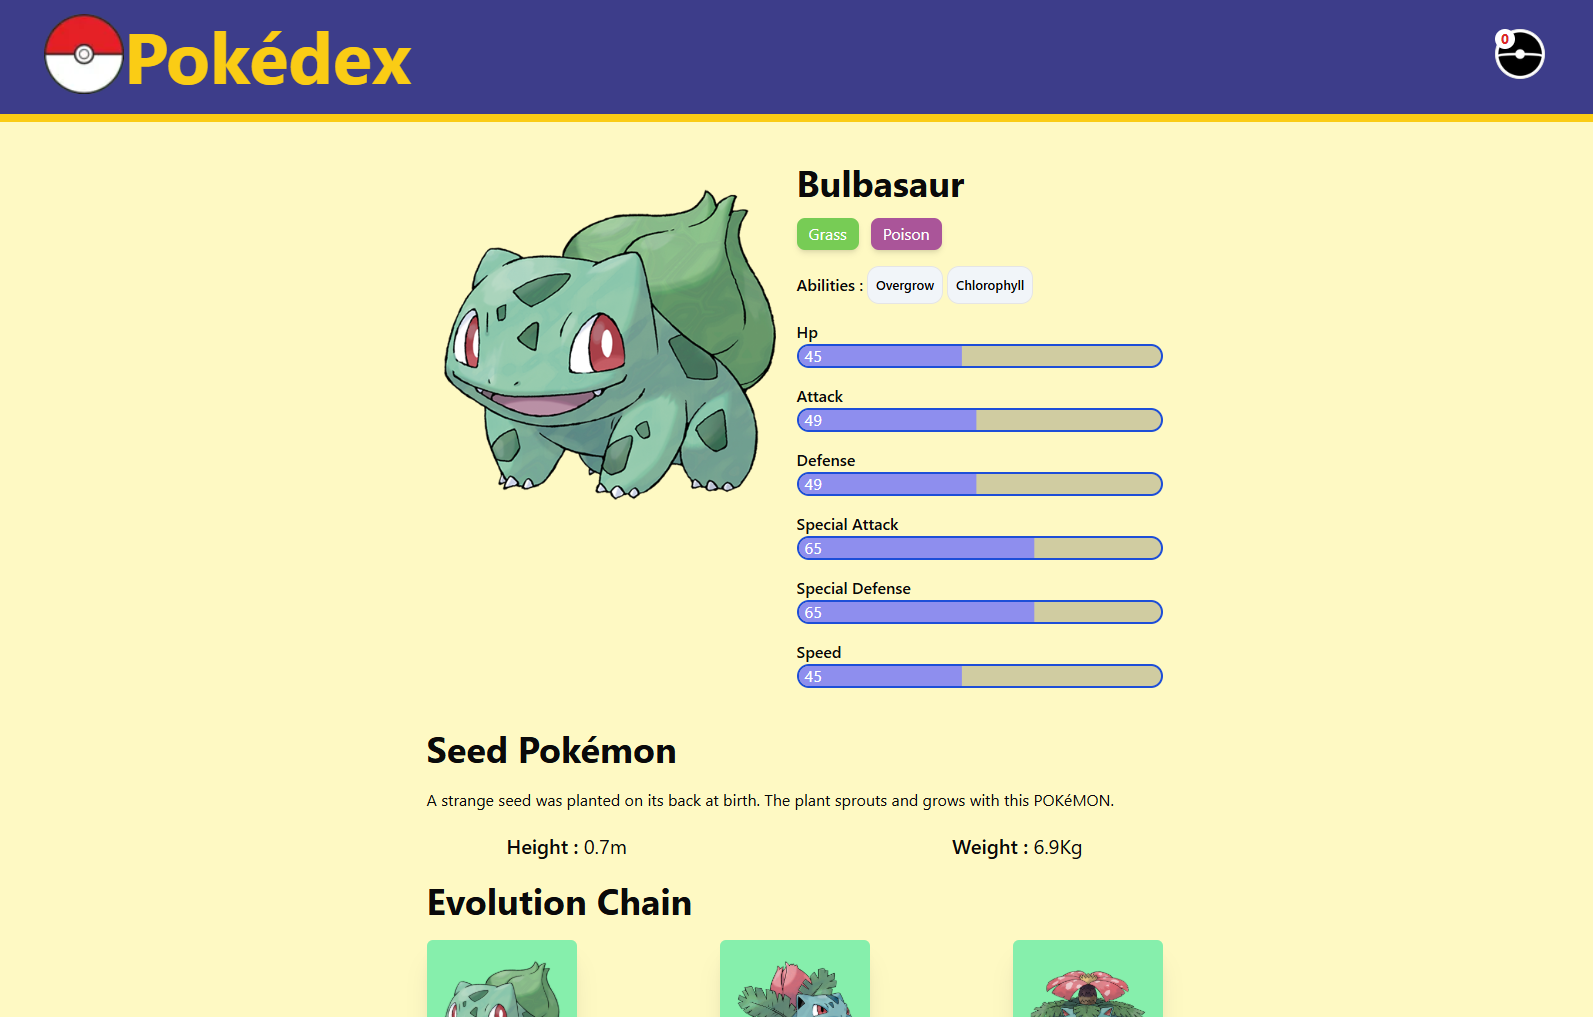 Pokédex
0
Bulbasaur
Grass Poison
Abilities : Overgrow Chlorophyll
Hp
45
Attack
49
Defense
49
Special Attack
65
Special Defense
65
Speed
45
Seed Pokémon
A strange seed was planted on its back at birth. The plant sprouts and grows with this POKéMON.
Height : 0.7m Weight : 6.9Kg
Evolution Chain